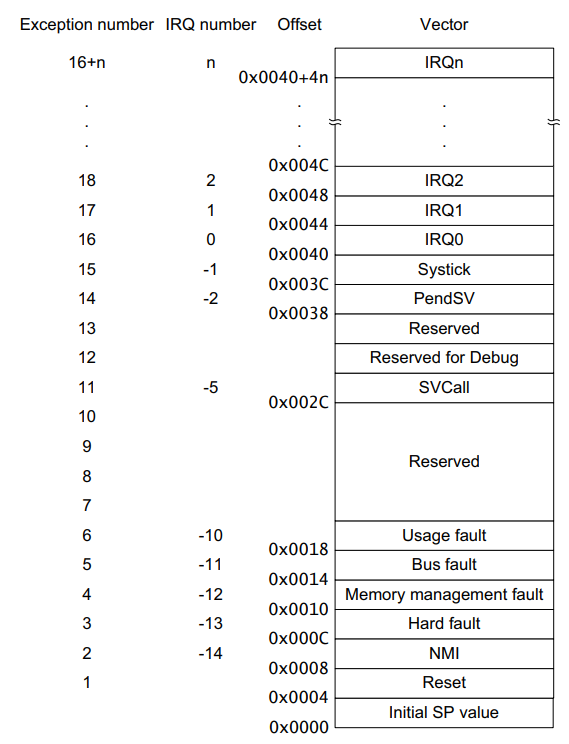 Exception number IRQ number Offset Vector
16+n n IRQn
0x0040+4n
. . .
. . .
. . .
0x004C
18 2 IRQ2
0x0048
17 1 IRQ1
0x0044
16 0 IRQ0
0x0040
15 -1 Systick
0x003C
14 -2 PendSV
0x0038
13 Reserved
12 Reserved for Debug
11 -5 SVCall
0x002C
10
9
Reserved
8
7
6 -10 Usage fault
0x0018
5 -11 Bus fault
0x0014
4 -12 Memory management fault
0x0010
3 -13 Hard fault
0x000C
2 -14 NMI
0x0008
1 Reset
0x0004
Initial SP value
0x0000